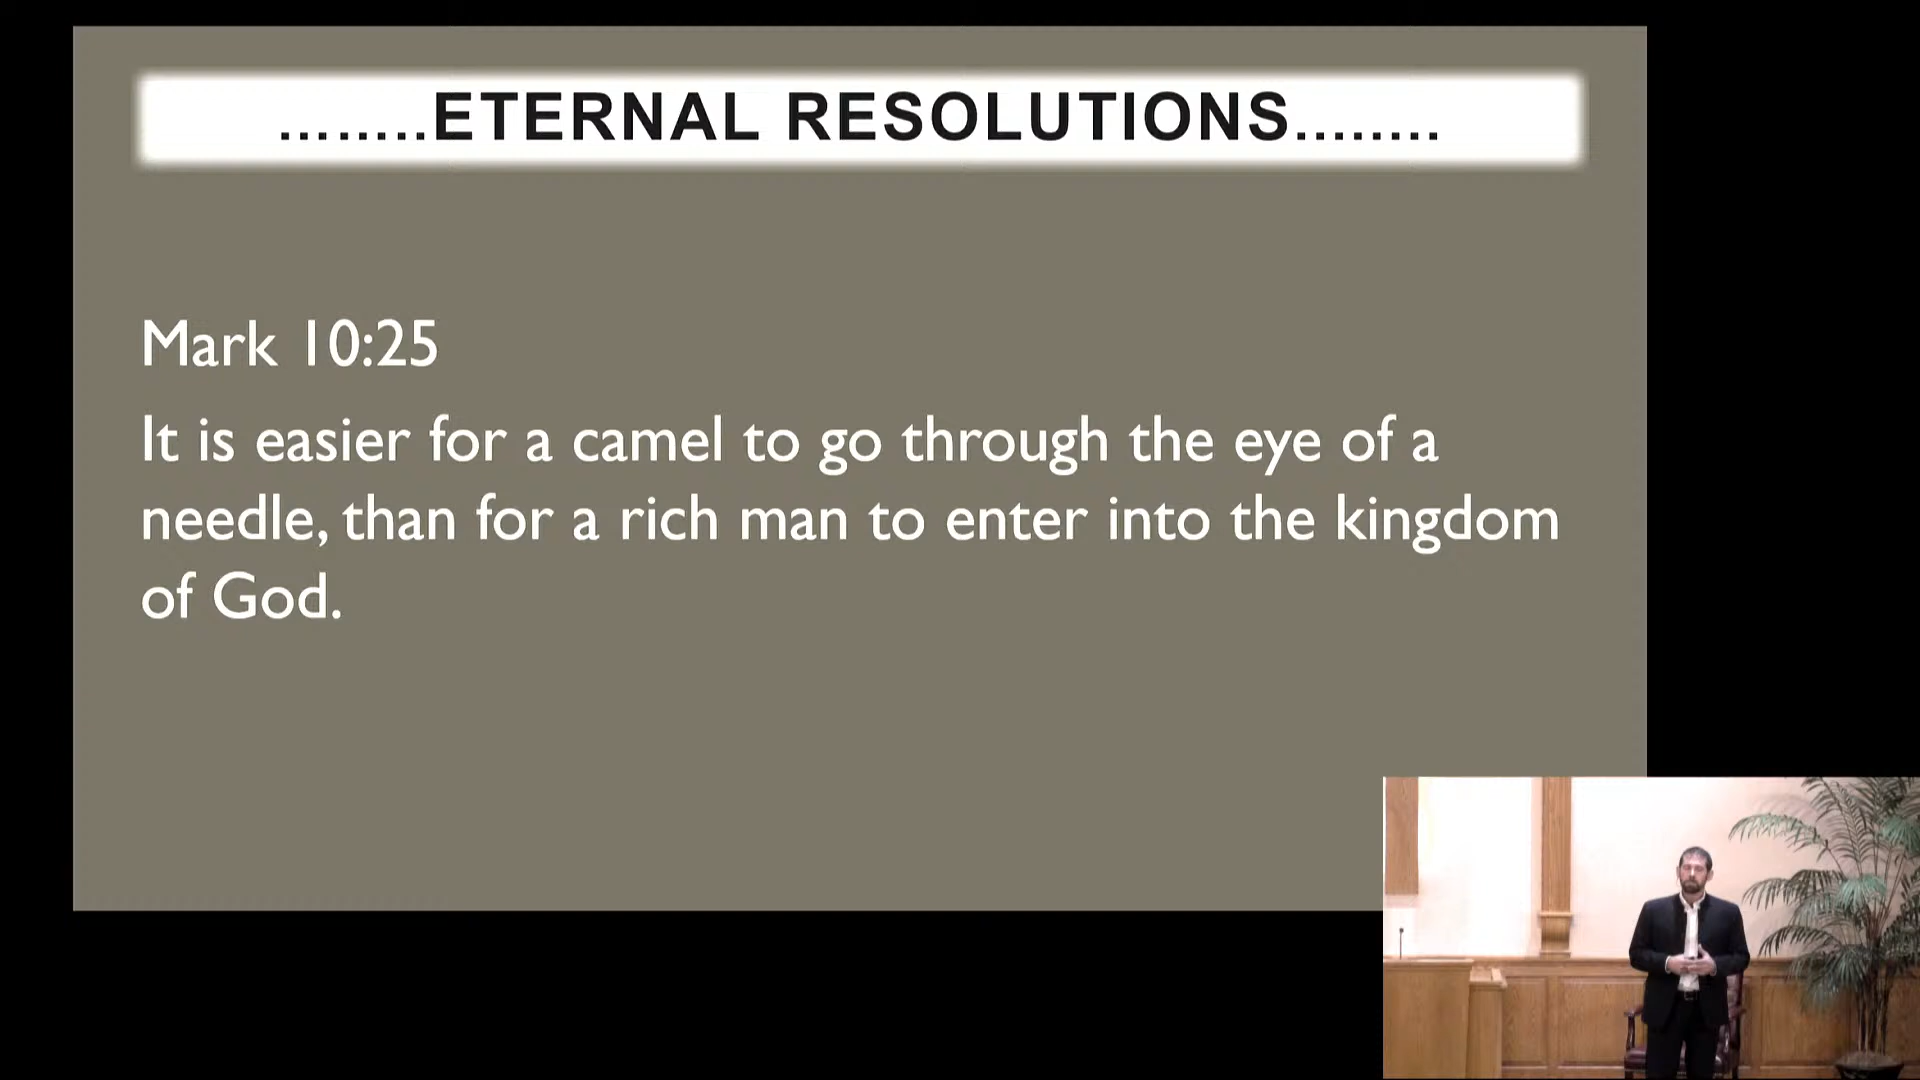 ........ETERNAL RESOLUTIONS........
Mark 10:25
It is easier for a camel to go through the eye of a
needle, than for a rich man to enter into the kingdom
of God.